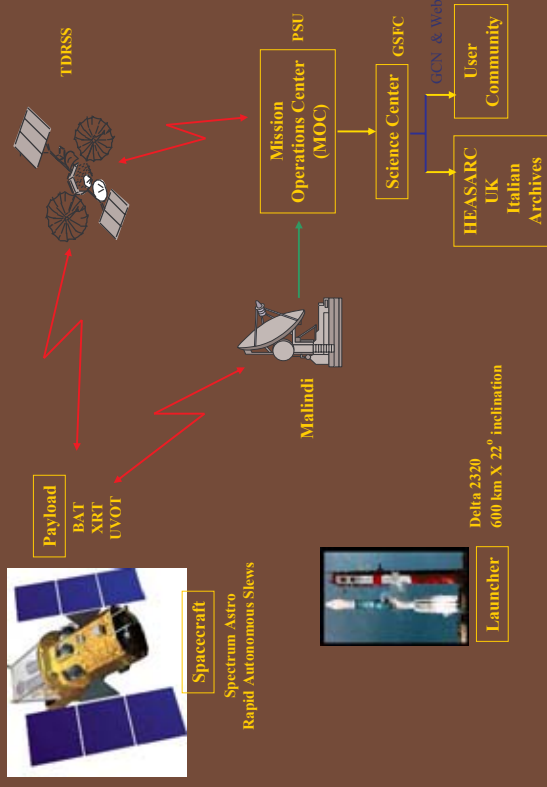 Spacecraft
Spectrum Astro
Rapid Autonomous Slews
Payload
BAT
XRT
UVOT
TDRSS
Malindi
Mission
Operations Center
(MOC)
PSU
Science Center
GSFC
GCN & Web
HEASARC
UK
Italian
Archives
User
Community
Launcher
Delta 2320
600 km X 22° inclination